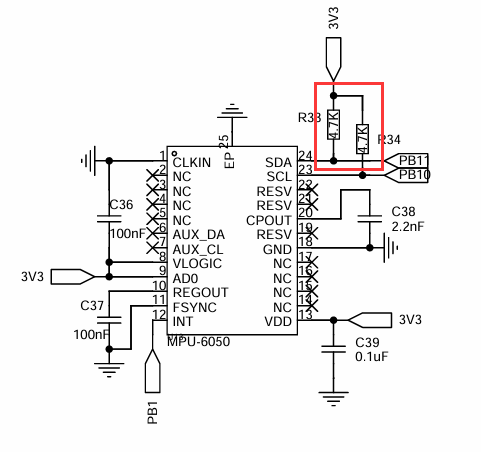 3V3
R33
4.7K
4.7K
R34
25
EP
1
CLKIN
24
SDA
PB11
2
NC
23
SCL
PB10
3
NC
22
RESV
4
NC
21
RESV
5
NC
20
CPOUT
6
AUX_DA
19
RESV
7
AUX_CL
18
GND
8
VLOGIC
17
NC
9
AD0
16
NC
10
REGOUT
15
NC
11
FSYNC
14
NC
12
INT
13
VDD
C36
100nF
C38
2.2nF
3V3
C37
100nF
3V3
MPU-6050
C39
0.1uF
PB1